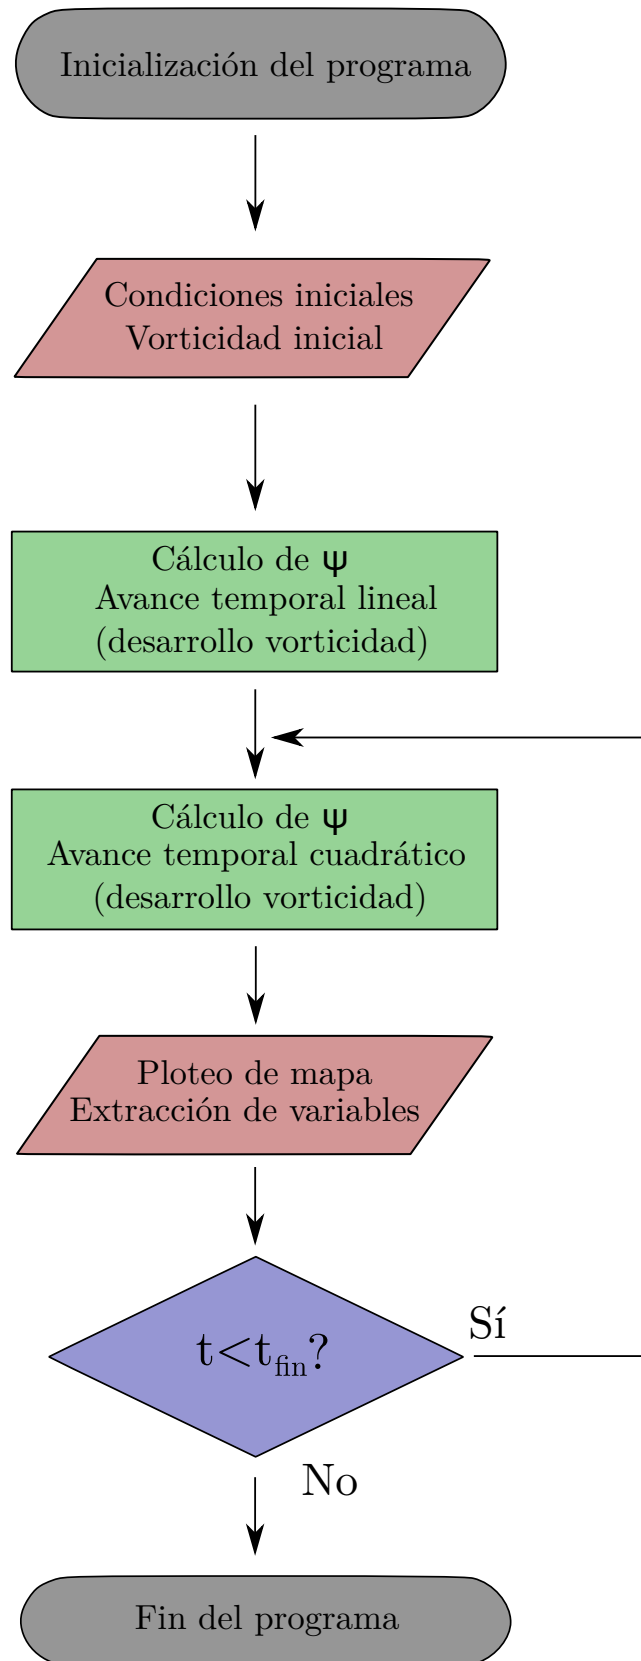 Inicialización del programa
Condiciones iniciales
Vorticidad inicial
Cálculo de ψ
Avance temporal lineal
(desarrollo vorticidad)
Cálculo de ψ
Avance temporal cuadrático
(desarrollo vorticidad)
Ploteo de mapa
Extracción de variables
t<t_fin?
Sí
No
Fin del programa